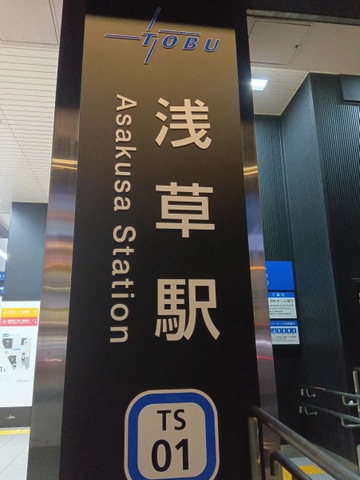 TOBU
浅草駅
Asakusa Station
TS
01